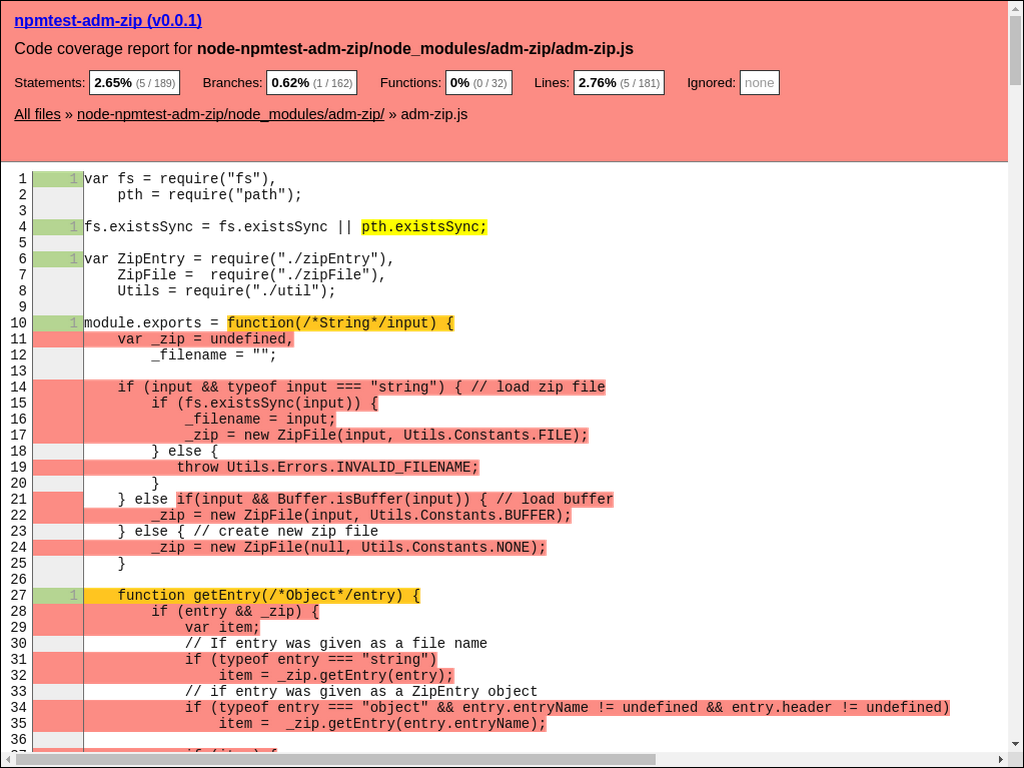 npmtest-adm-zip (v0.0.1)
Code coverage report for node-npmtest-adm-zip/node_modules/adm-zip/adm-zip.js
Statements: 2.65% (5 / 189) Branches: 0.62% (1 / 162) Functions: 0% (0 / 32) Lines: 2.76% (5 / 181) Ignored: none
All files » node-npmtest-adm-zip/node_modules/adm-zip/ » adm-zip.js
1 1 var fs = require("fs"),
2 pth = require("path");
3
4 1 fs.existsSync = fs.existsSync || pth.existsSync;
5
6 1 var ZipEntry = require("./zipEntry"),
7 ZipFile =  require("./zipFile"),
8 Utils = require("./util");
9
10 1 module.exports = function(/*String*/input) {
11 var _zip = undefined,
12 _filename = "";
13
14 if (input && typeof input === "string") { // load zip file
15 if (fs.existsSync(input)) {
16 _filename = input;
17 _zip = new ZipFile(input, Utils.Constants.FILE);
18 } else {
19 throw Utils.Errors.INVALID_FILENAME;
20 }
21 } else if(input && Buffer.isBuffer(input)) { // load buffer
22 _zip = new ZipFile(input, Utils.Constants.BUFFER);
23 } else { // create new zip file
24 _zip = new ZipFile(null, Utils.Constants.NONE);
25 }
26
27 1 function getEntry(/*Object*/entry) {
28 if (entry && _zip) {
29 var item;
30 // If entry was given as a file name
31 if (typeof entry === "string")
32 item = _zip.getEntry(entry);
33 // if entry was given as a ZipEntry object
34 if (typeof entry === "object" && entry.entryName != undefined && entry.header != undefined)
35 item =  _zip.getEntry(entry.entryName);
36